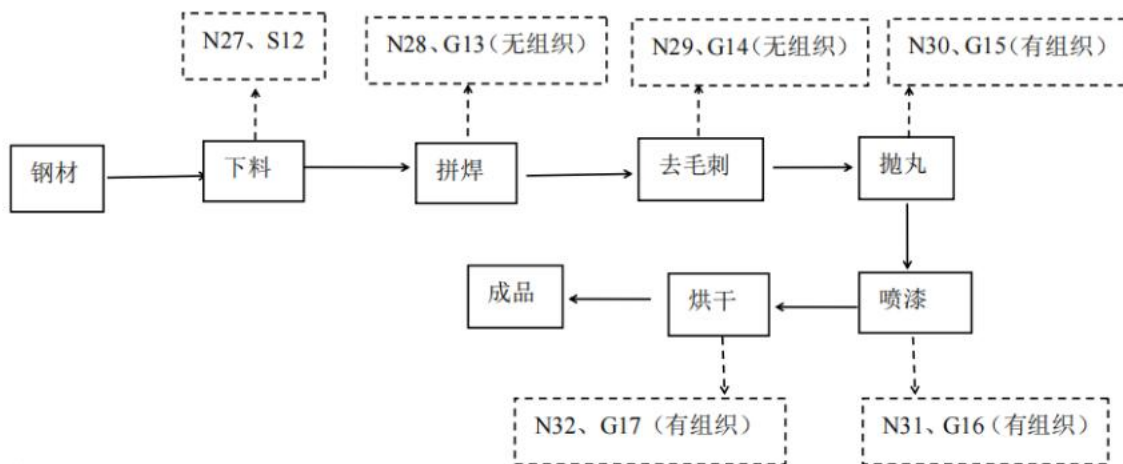 N27、S12
N28、G13（无组织）
N29、G14（无组织）
N30、G15（有组织）
钢材
下料
拼焊
去毛刺
抛丸
成品
烘干
喷漆
N32、G17（有组织）
N31、G16（有组织）